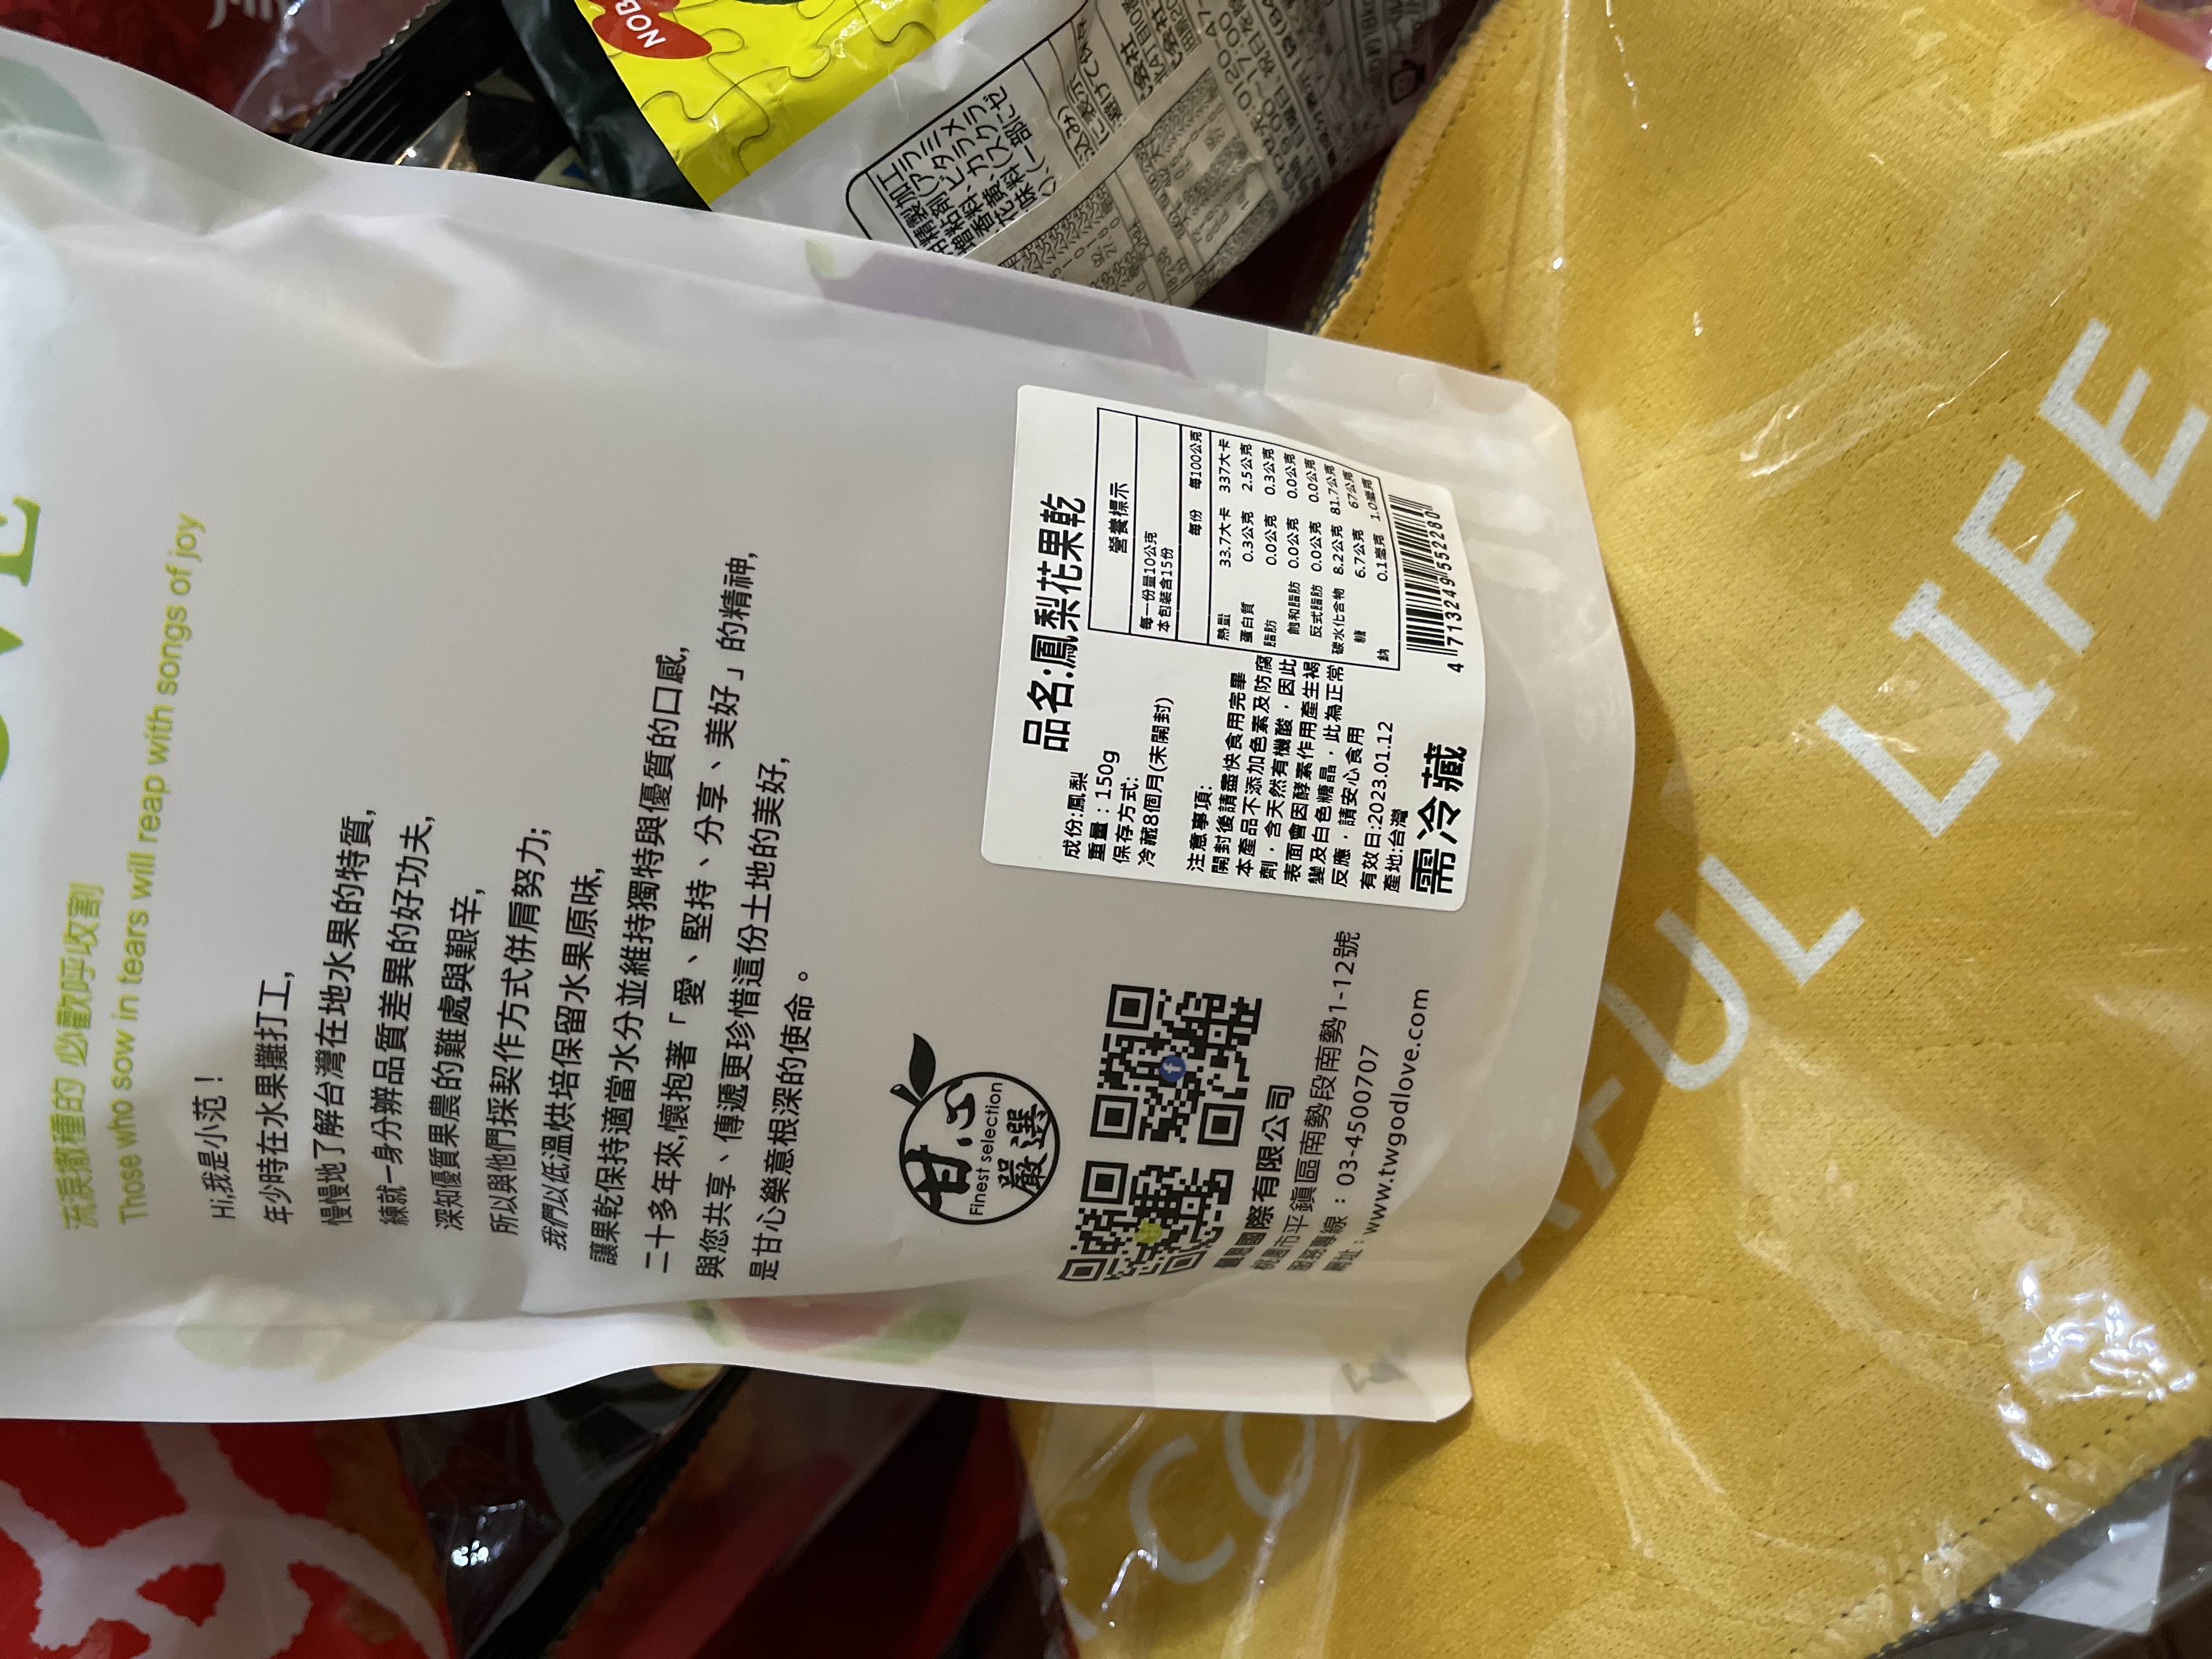 流淚撒種的 必歡呼收割
Those who sow in tears will reap with songs of joy
Hi,我是小范！
年少時在水果攤打工,
慢慢地了解台灣在地水果的特質,
練就一身分辨品質差異的好功夫,
深知優質果農的難處與艱辛,
所以與他們採契作方式併肩努力;
我們以低溫烘培保留水果原味,
讓果乾保持適當水分並維持獨特與優質的口感,
二十多年來,懷抱著「愛、堅持、分享、美好」的精神,
與您共享、傳遞更珍惜這份土地的美好,
是甘心樂意根深的使命。
甘心
Finest selection
嚴選
國際有限公司
桃園市平鎮區南勢段南勢1-12號
服務專線：03-4500707
網址：www.twgodlove.com
品名:鳳梨花果乾
成份:鳳梨
重量：150g
保存方式:
冷藏8個月(未開封)
注意事項:
開封後請盡快食用完畢
本產品不添加色素及防腐
劑，含天然有機酸，因此
表面會因酵素作用產生褐
變及白色糖晶，此為正常
反應，請安心食用
有效日:2023.01.12
產地:台灣
需冷藏
營養標示
每一份量10公克
本包裝含15份
每份 每100公克
熱量 33.7大卡 337大卡
蛋白質 0.3公克 2.5公克
脂肪 0.0公克 0.3公克
飽和脂肪 0.0公克 0.0公克
反式脂肪 0.0公克 0.0公克
碳水化合物 8.2公克 81.7公克
糖 6.7公克 67公克
鈉 0.1毫克 1.0毫克
4 713249 552280
LIFE